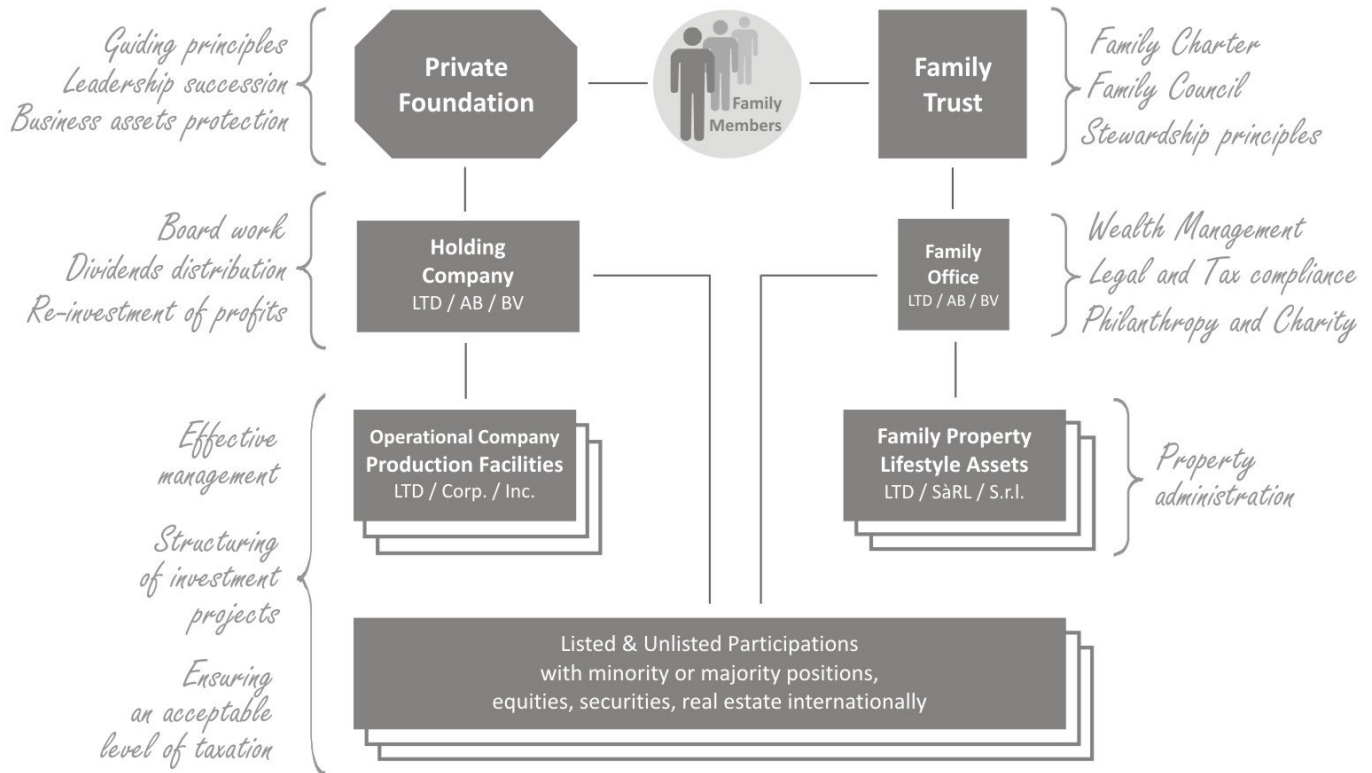 Guiding principles
Leadership succession
Business assets protection
Private
Foundation
Family
Members
Family
Trust
Family Charter
Family Council
Stewardship principles
Board work
Dividends distribution
Re-investment of profits
Holding
Company
LTD / AB / BV
Family
Office
LTD / AB / BV
Wealth Management
Legal and Tax compliance
Philanthropy and Charity
Effective
management
Structuring
of investment
projects
Ensuring
an acceptable
level of taxation
Operational Company
Production Facilities
LTD / Corp. / Inc.
Family Property
Lifestyle Assets
LTD / SàRL / S.r.l.
Property
administration
Listed & Unlisted Participations
with minority or majority positions,
equities, securities, real estate internationally